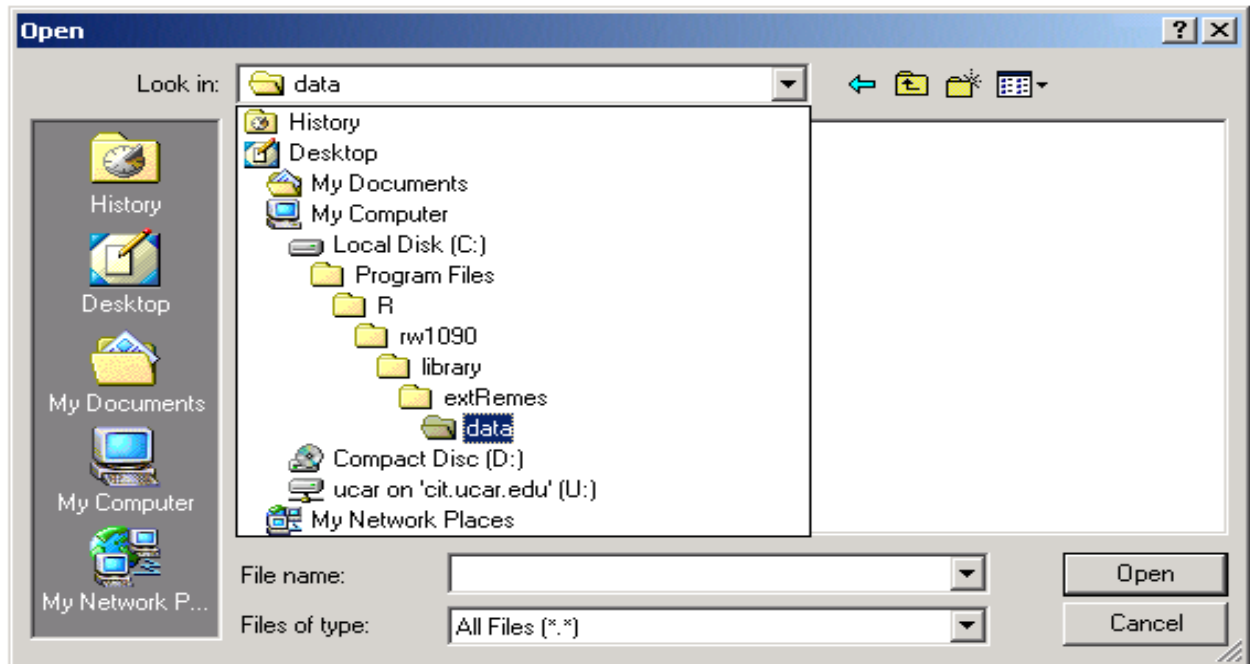 Open
Look in: data
History
Desktop
My Documents
My Computer
Local Disk (C:)
Program Files
R
rw1090
library
extRemes
data
Compact Disc (D:)
ucar on 'cit.ucar.edu' (U:)
My Network Places
History
Desktop
My Documents
My Computer
My Network P...
File name:
Open
Files of type: All Files (*.*)
Cancel